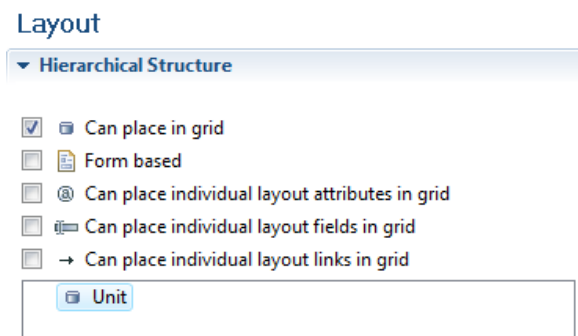 Layout
Hierarchical Structure
Can place in grid
Form based
Can place individual layout attributes in grid
Can place individual layout fields in grid
Can place individual layout links in grid
Unit